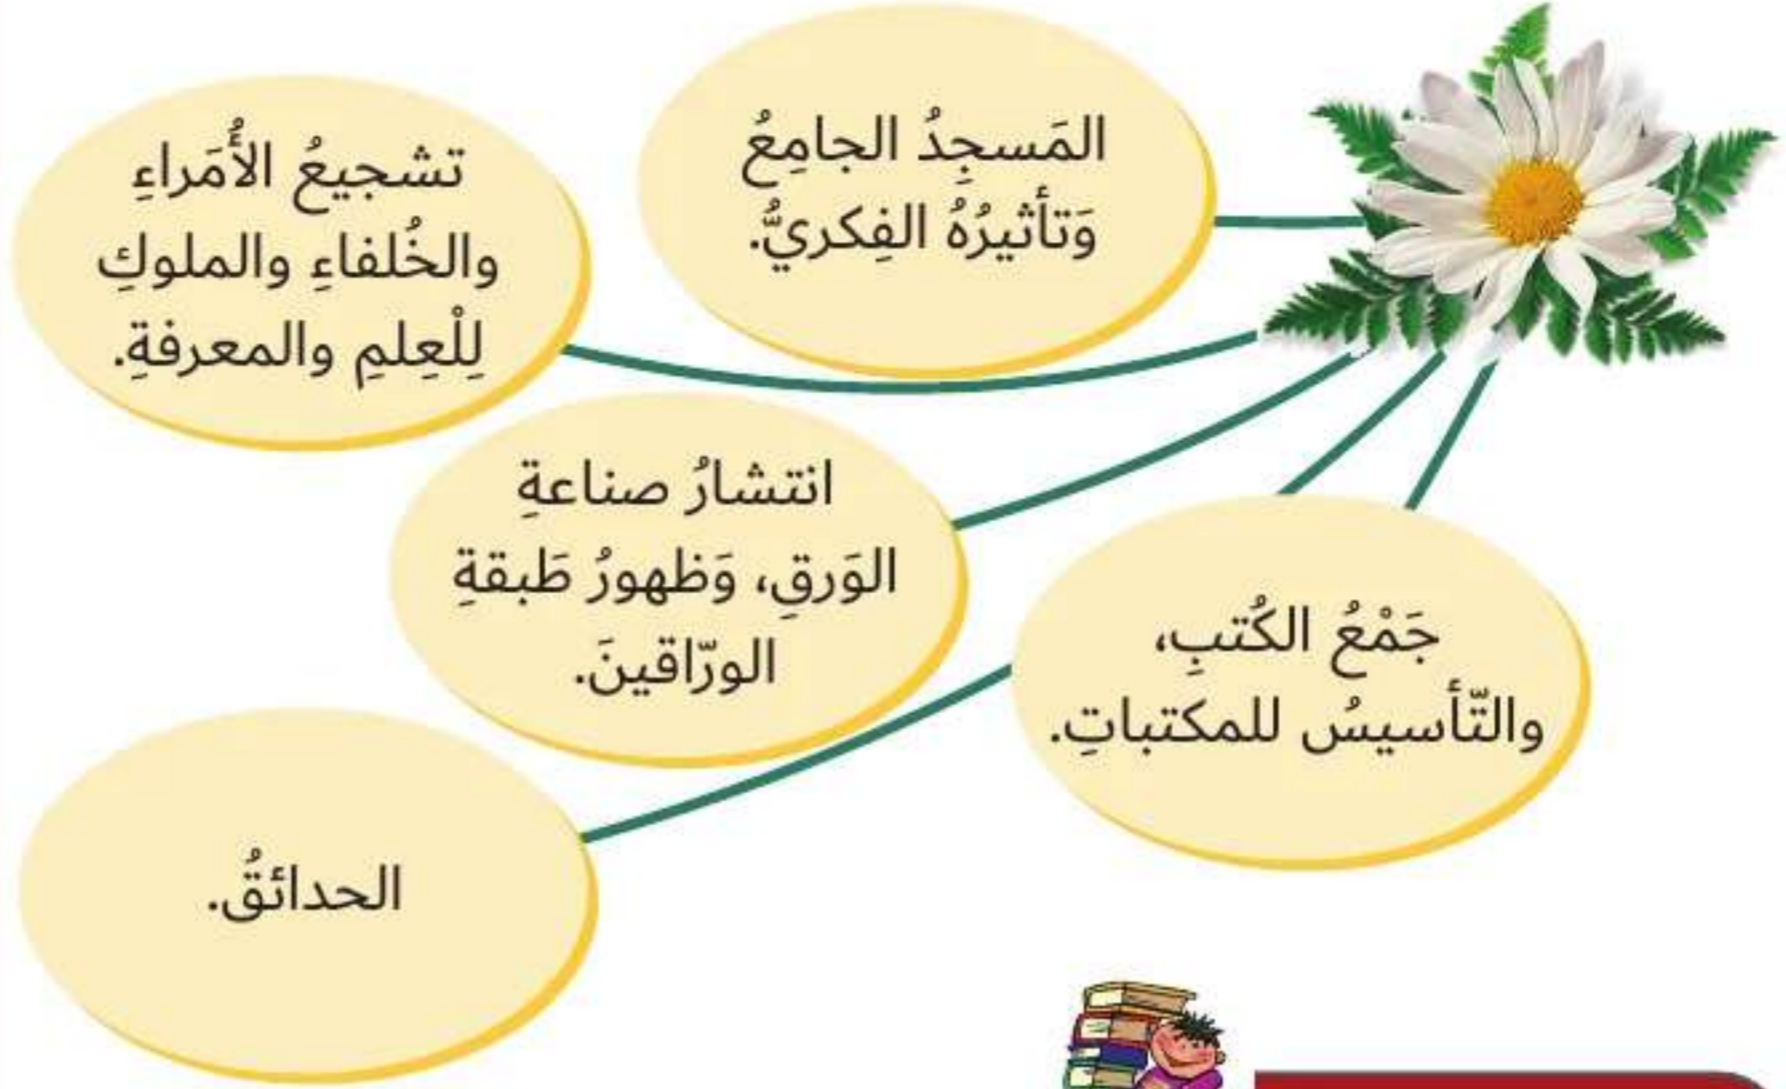 المَسجِدُ الجامِعُ
وَتأثيرُهُ الفِكريُّ.
تشجيعُ الأُمَراءِ
والخُلفاءِ والملوكِ
لِلْعِلمِ والمعرفةِ.
انتشارُ صناعةِ
الوَرقِ، وَظهورُ طَبقةِ
الورّاقينَ.
جَمْعُ الكُتبِ،
والتّأسيسُ للمكتباتِ.
الحدائقُ.